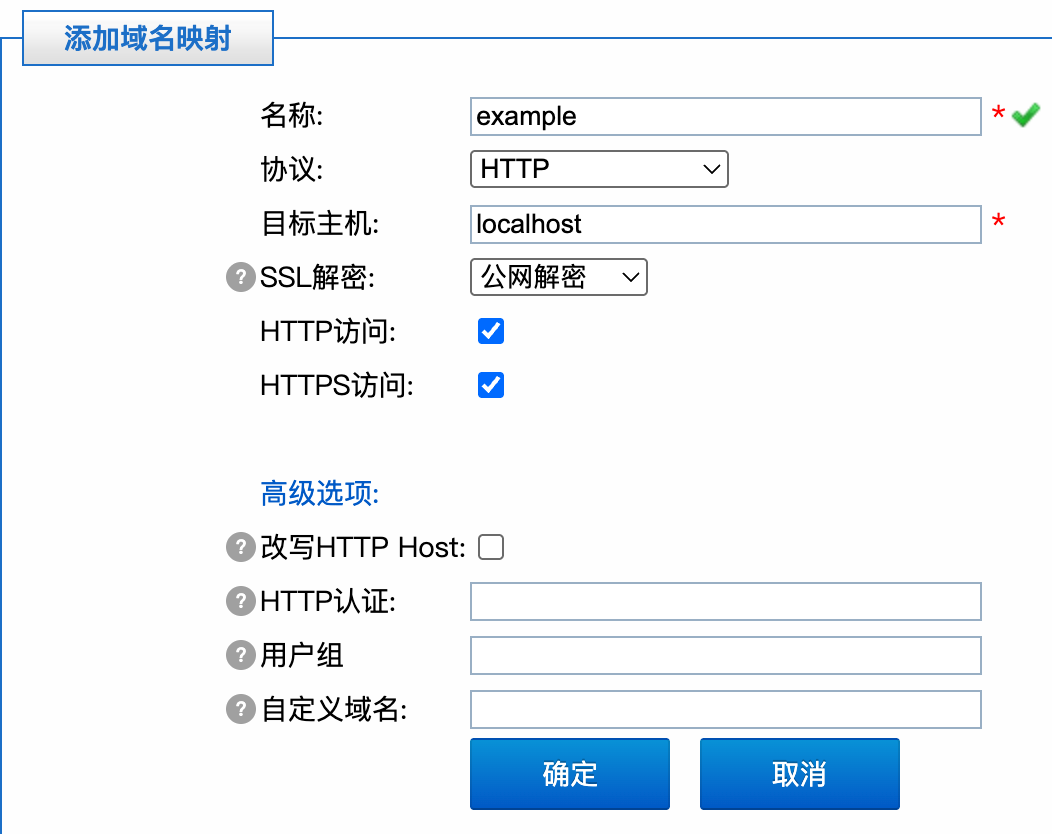 添加域名映射
名称: example *
协议: HTTP
目标主机: localhost *
? SSL解密: 公网解密
HTTP访问:
HTTPS访问:
高级选项:
? 改写HTTP Host:
? HTTP认证:
? 用户组
? 自定义域名:
确定 取消